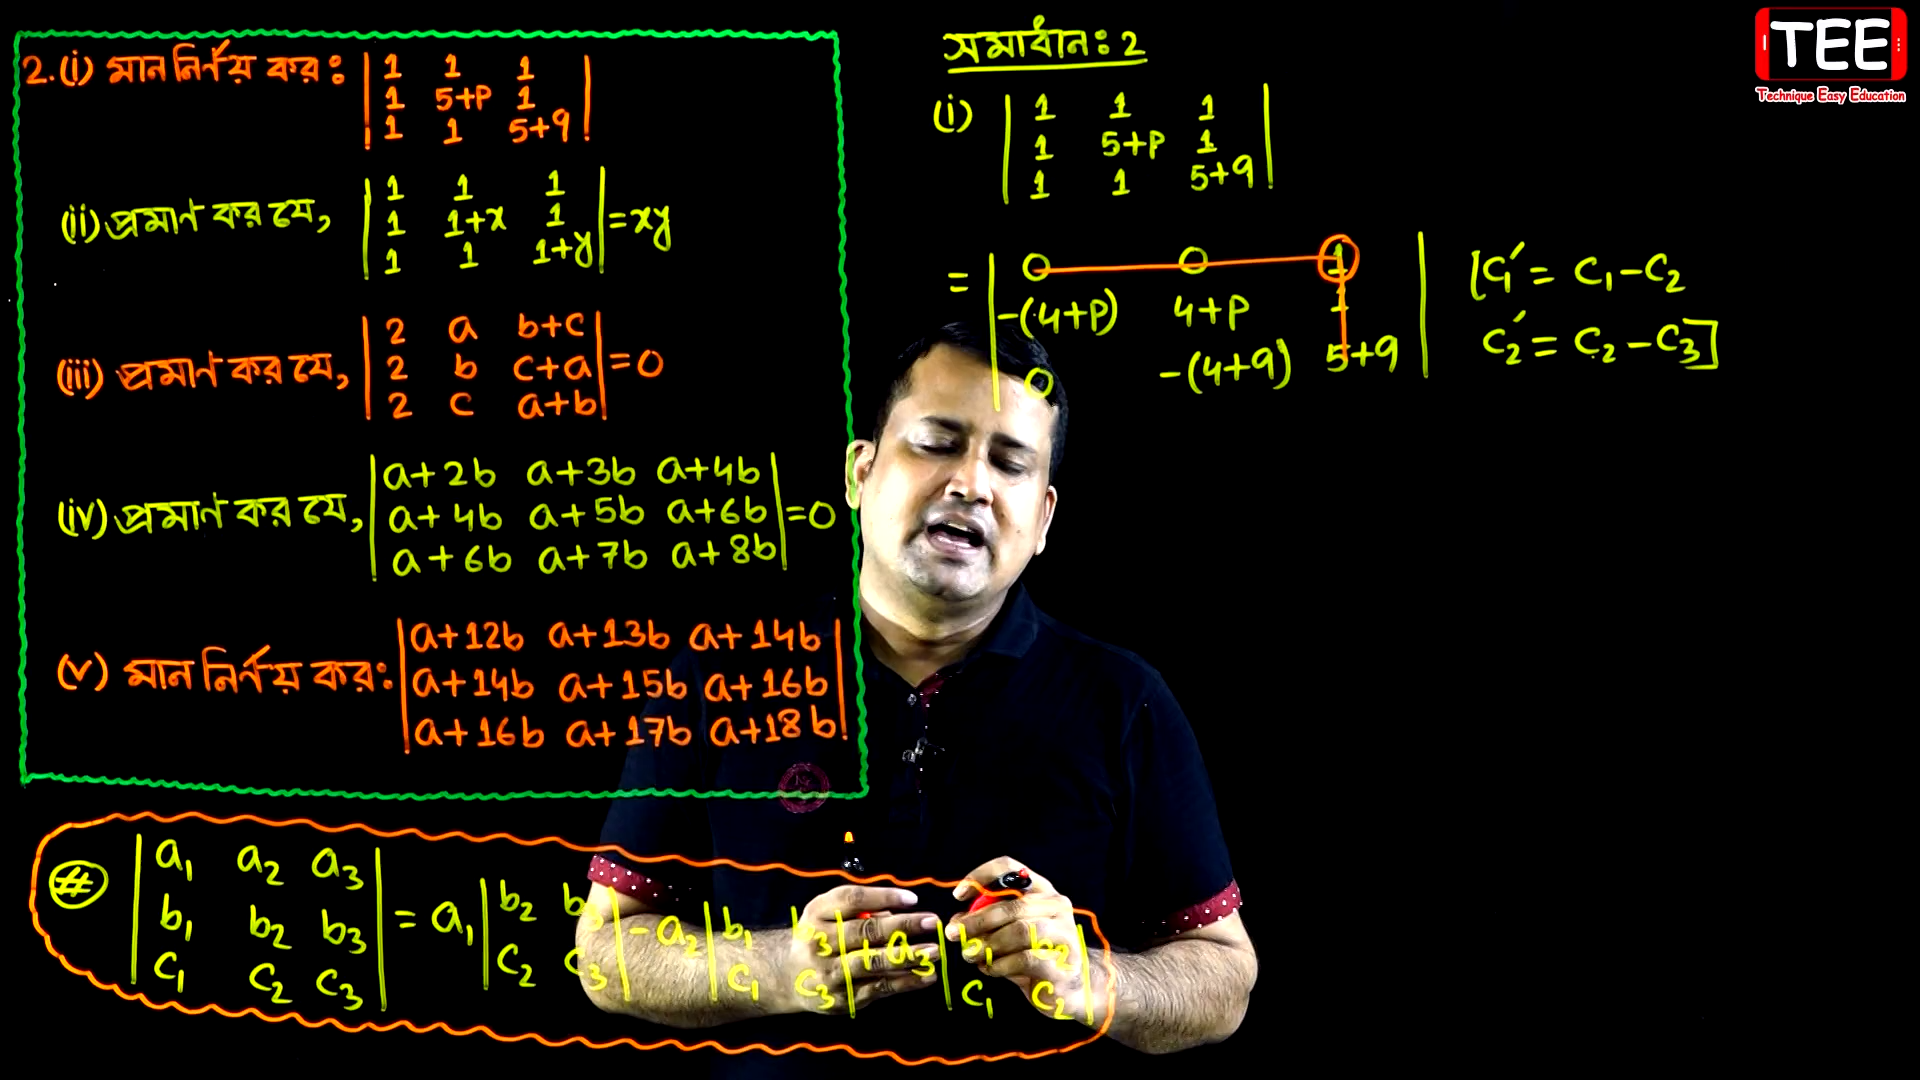 2. (i) মান নির্ণয় কর: | 1 1 1 |
| 1 5+p 1 |
| 1 1 5+q |
(ii) প্রমাণ কর যে, | 1 1 1 |
| 1 1+x 1 | = xy
| 1 1 1+y |
(iii) প্রমাণ কর যে, | 2 a b+c |
| 2 b c+a | = 0
| 2 c a+b |
(iv) প্রমাণ কর যে, | a+2b a+3b a+4b |
| a+4b a+5b a+6b | = 0
| a+6b a+7b a+8b |
(v) মান নির্ণয় কর: | a+12b a+13b a+14b |
| a+14b a+15b a+16b |
| a+16b a+17b a+18b |
# | a₁ a₂ a₃ |
| b₁ b₂ b₃ | = a₁ | b₂ b₃ | - a₂ | b₁ b₃ | + a₃ | b₁ b₂ |
| c₁ c₂ c₃ | | c₂ c₃ | | c₁ c₃ | | c₁ c₂ |
সমাধান: 2
(i) | 1 1 1 |
| 1 5+p 1 |
| 1 1 5+q |
= | 0 0 1 | [c₁′ = c₁-c₂
| -(4+p) 4+p 1 | c₂′ = c₂-c₃]
| 0 -(4+q) 5+q |
TEE
Technique Easy Education